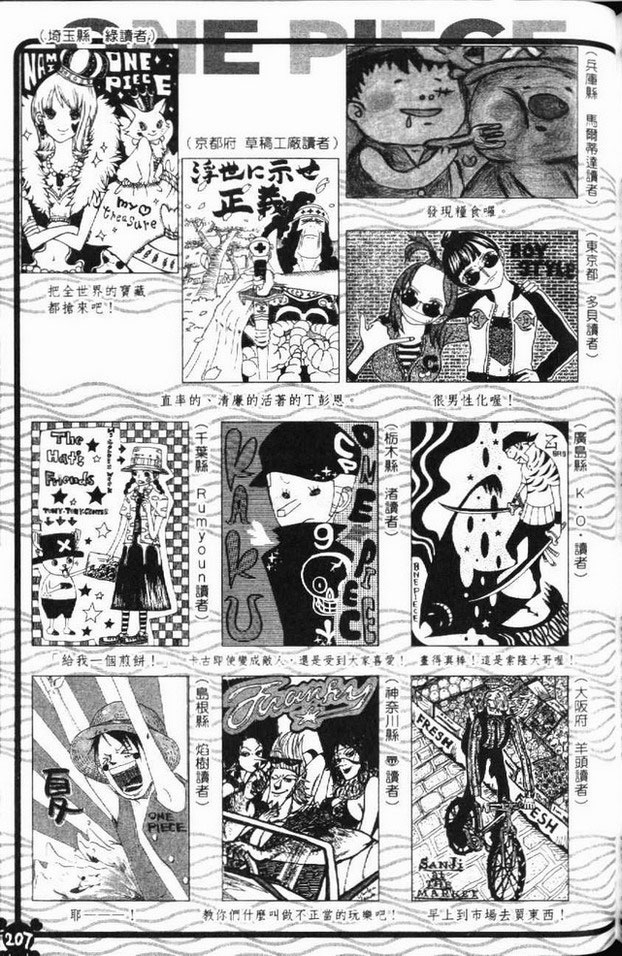 ONE PIECE
(埼玉縣 綠讀者)
NAMI
ONE
PIECE
my
treasure
把全世界的寶藏
都搶來吧！
(京都府 草稿工廠讀者)
浮世に示せ
正義
直率的、清廉的活著的T彭恩。
(兵庫縣 馬爾蒂達讀者)
發現糧食囉。
(東京都 多貝讀者)
BOY
STYLE
很男性化喔！
(千葉縣 Rumyoun讀者)
The
Hat's
Friends
「給我一個煎餅！」
(栃木縣 渚讀者)
KAKU
ONE PIECE
9
卡古即使變成敵人，還是受到大家喜愛！
(廣島縣 K.O.讀者)
ONE PIECE
畫得真棒！這是索隆大哥喔！
(島根縣 焰樹讀者)
夏
ONE
PIECE
耶———！
(神奈川縣 讀者)
Franky
教你們什麼叫做不正當的玩樂吧！
(大阪府 羊頭讀者)
FRESH
FRESH
SANJI
at
THE
MARKET
早上到市場去買東西！
207